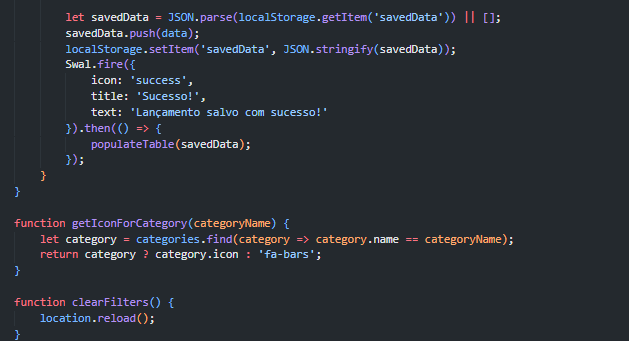 let savedData = JSON.parse(localStorage.getItem('savedData')) || [];
savedData.push(data);
localStorage.setItem('savedData', JSON.stringify(savedData));
Swal.fire({
icon: 'success',
title: 'Sucesso!',
text: 'Lançamento salvo com sucesso!'
}).then(() => {
populateTable(savedData);
});
}
}
function getIconForCategory(categoryName) {
let category = categories.find(category => category.name == categoryName);
return category ? category.icon : 'fa-bars';
}
function clearFilters() {
location.reload();
}